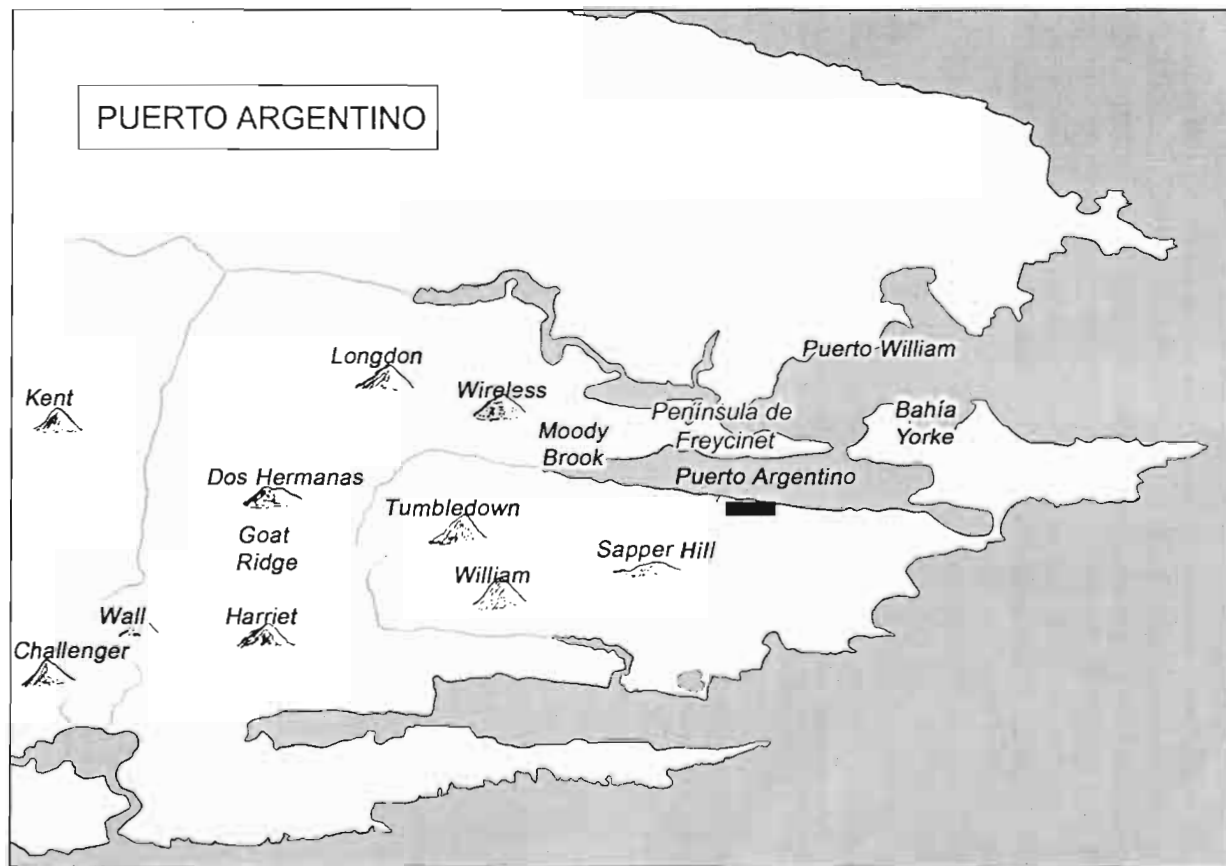 PUERTO ARGENTINO
Puerto William
Longdon
Wireless
Kent
Península de
Freycinet
Bahía
Yorke
Moody
Brook
Dos Hermanas
Puerto Argentino
Tumbledown
Goat
Ridge
Sapper Hill
William
Wall
Harriet
Challenger